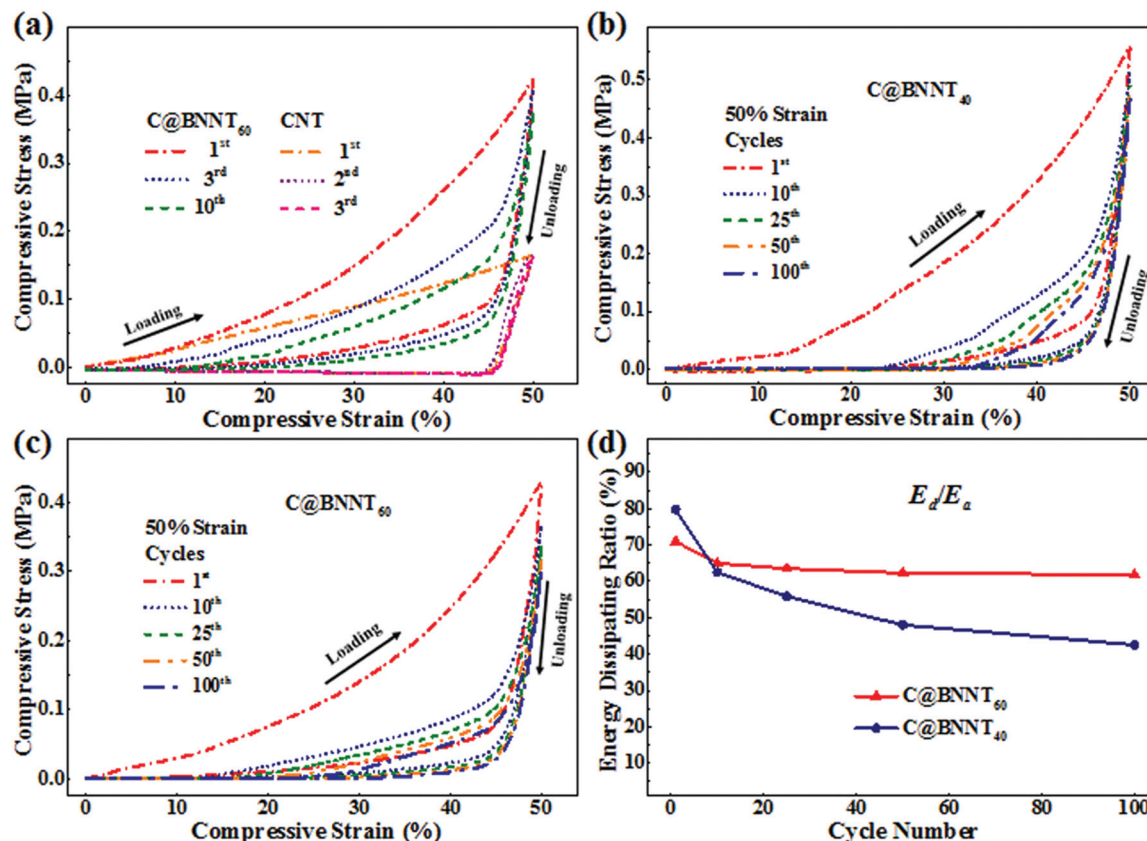 (a)
Compressive Stress (MPa)
0.4
0.3
0.2
0.1
0.0
C@BNNT60 CNT
1st 1st
3rd 2nd
10th 3rd
Loading
Unloading
0 10 20 30 40 50
Compressive Strain (%)
(b)
Compressive Stress (MPa)
0.5
0.4
0.3
0.2
0.1
0.0
C@BNNT40
50% Strain
Cycles
1st
10th
25th
50th
100th
Loading
Unloading
0 10 20 30 40 50
Compressive Strain (%)
(c)
Compressive Stress (MPa)
0.4
0.3
0.2
0.1
0.0
C@BNNT60
50% Strain
Cycles
1st
10th
25th
50th
100th
Loading
Unloading
0 10 20 30 40 50
Compressive Strain (%)
(d)
Energy Dissipating Ratio (%)
90
80
70
60
50
40
30
20
10
Ed/Ea
C@BNNT60
C@BNNT40
0 20 40 60 80 100
Cycle Number